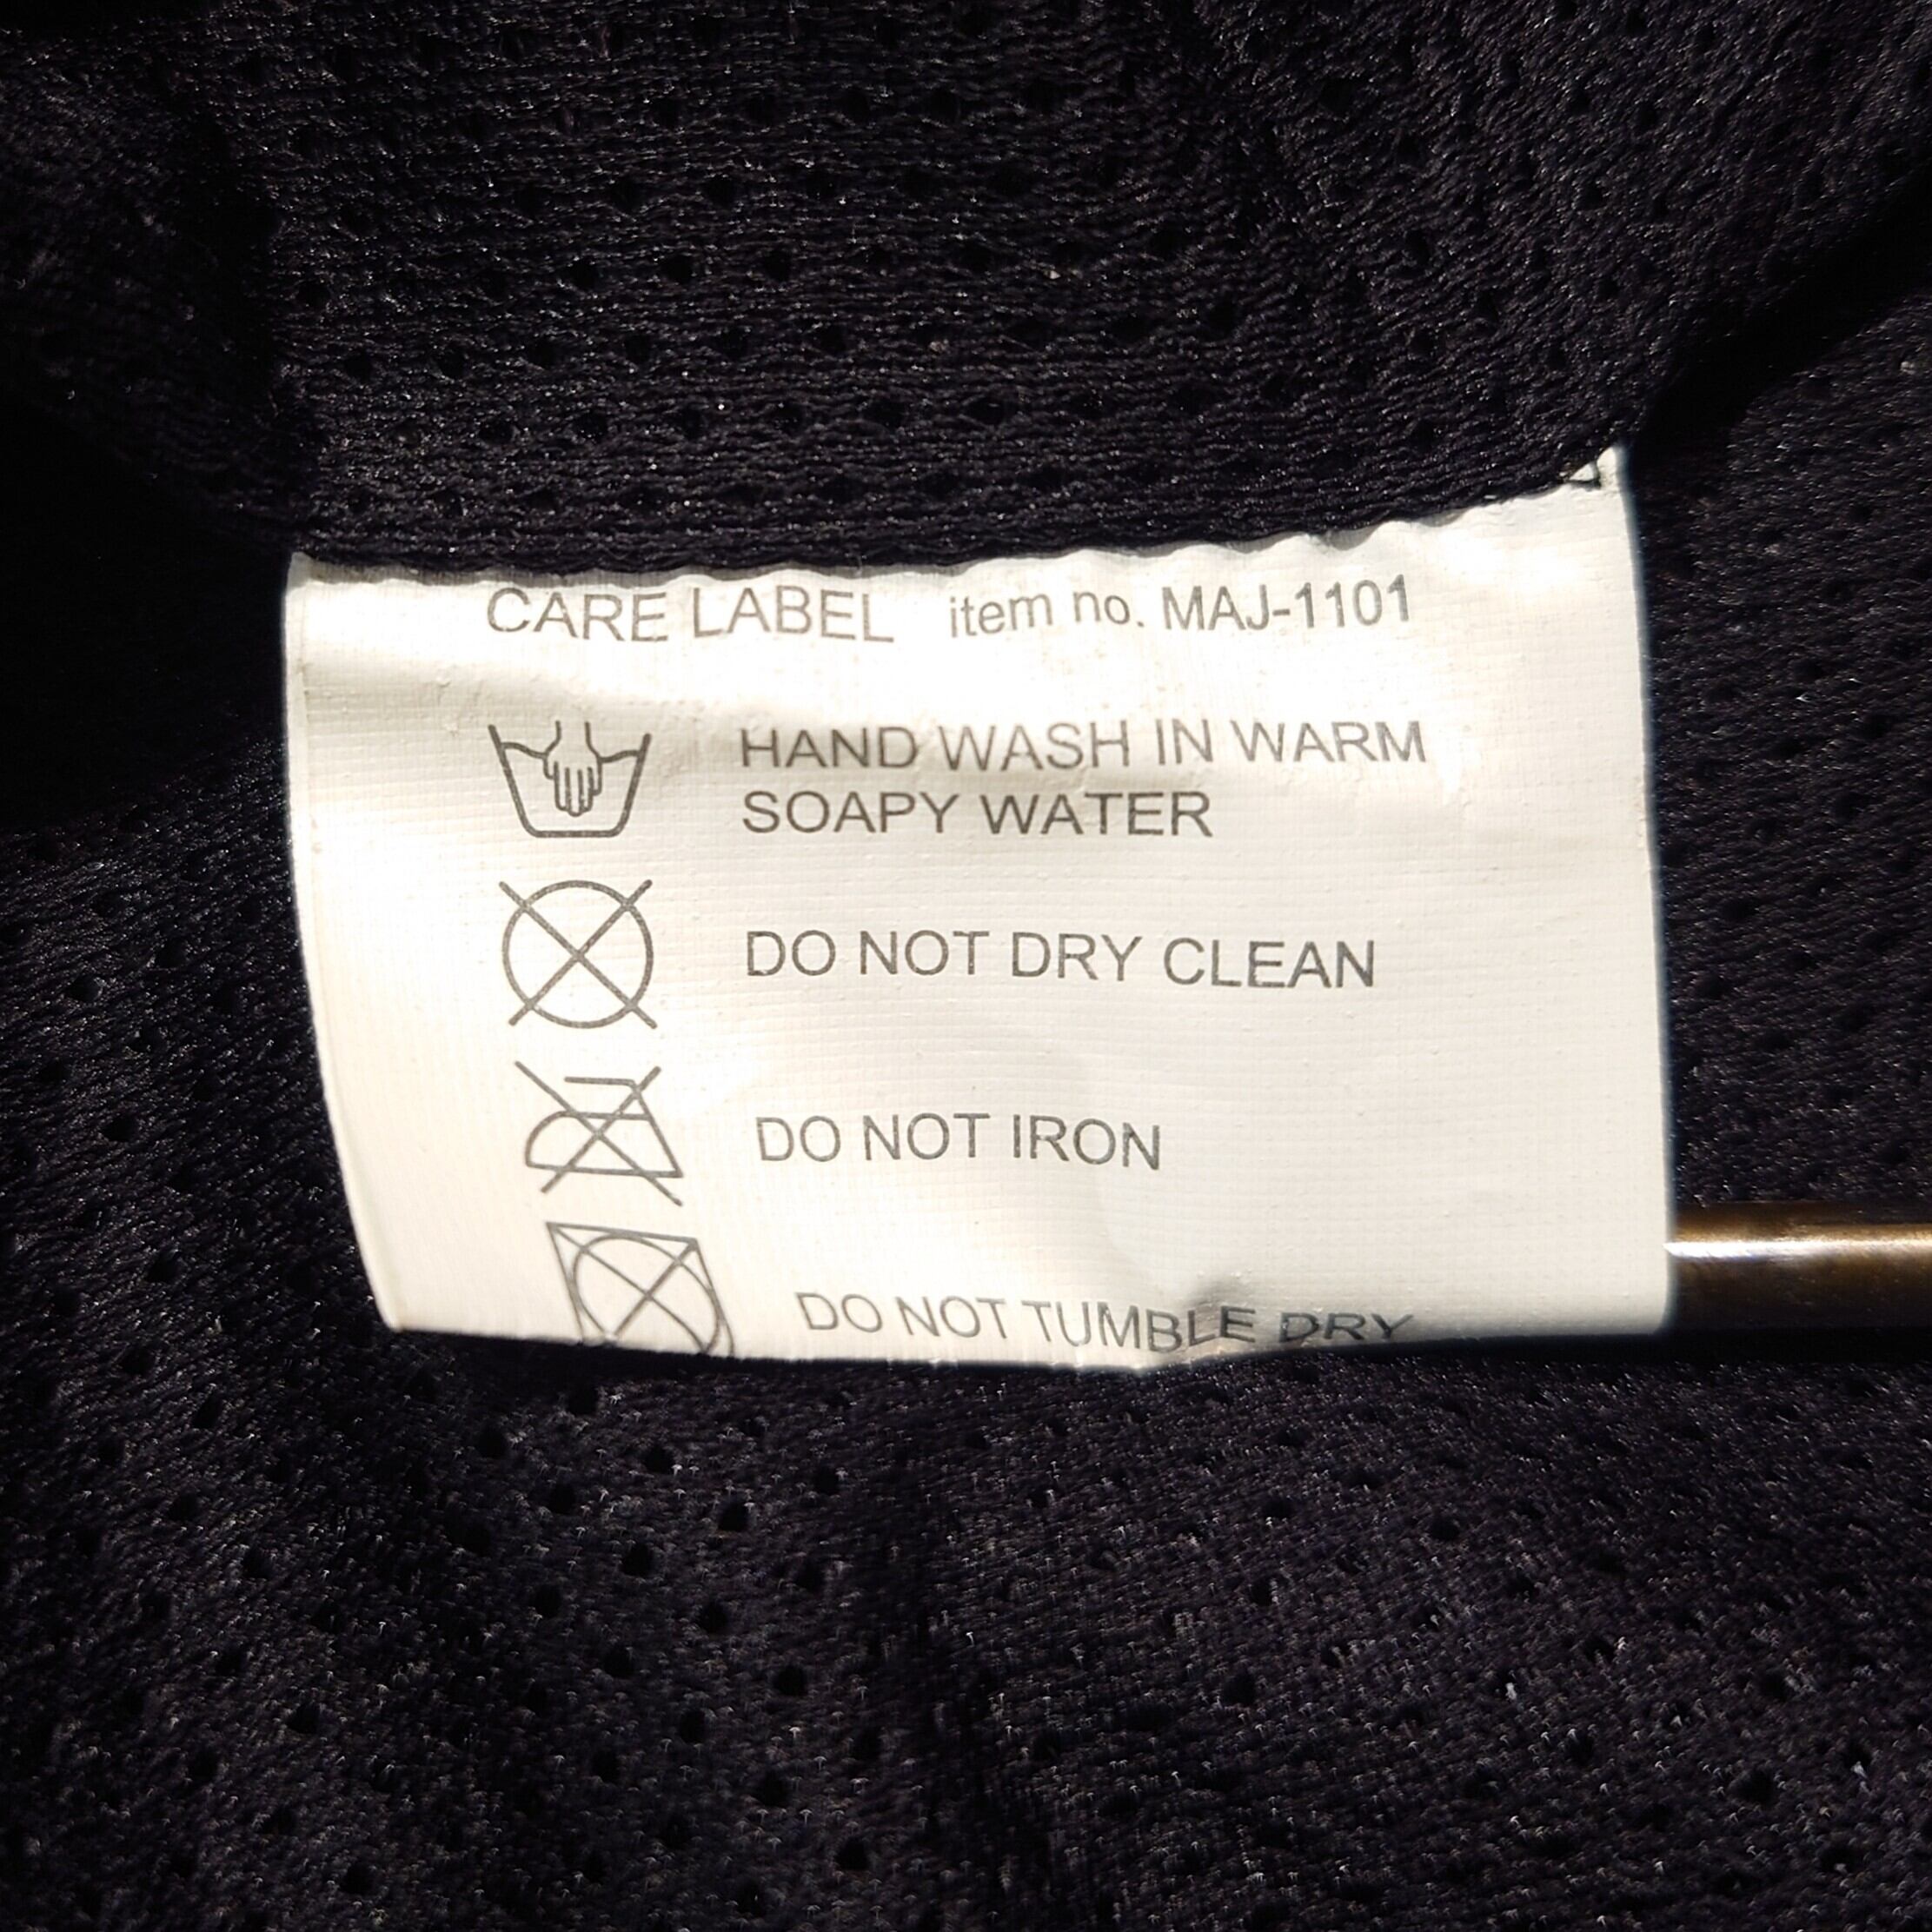 CARE LABEL item no. MAJ-1101
HAND WASH IN WARM
SOAPY WATER
DO NOT DRY CLEAN
DO NOT IRON
DO NOT TUMBLE DRY